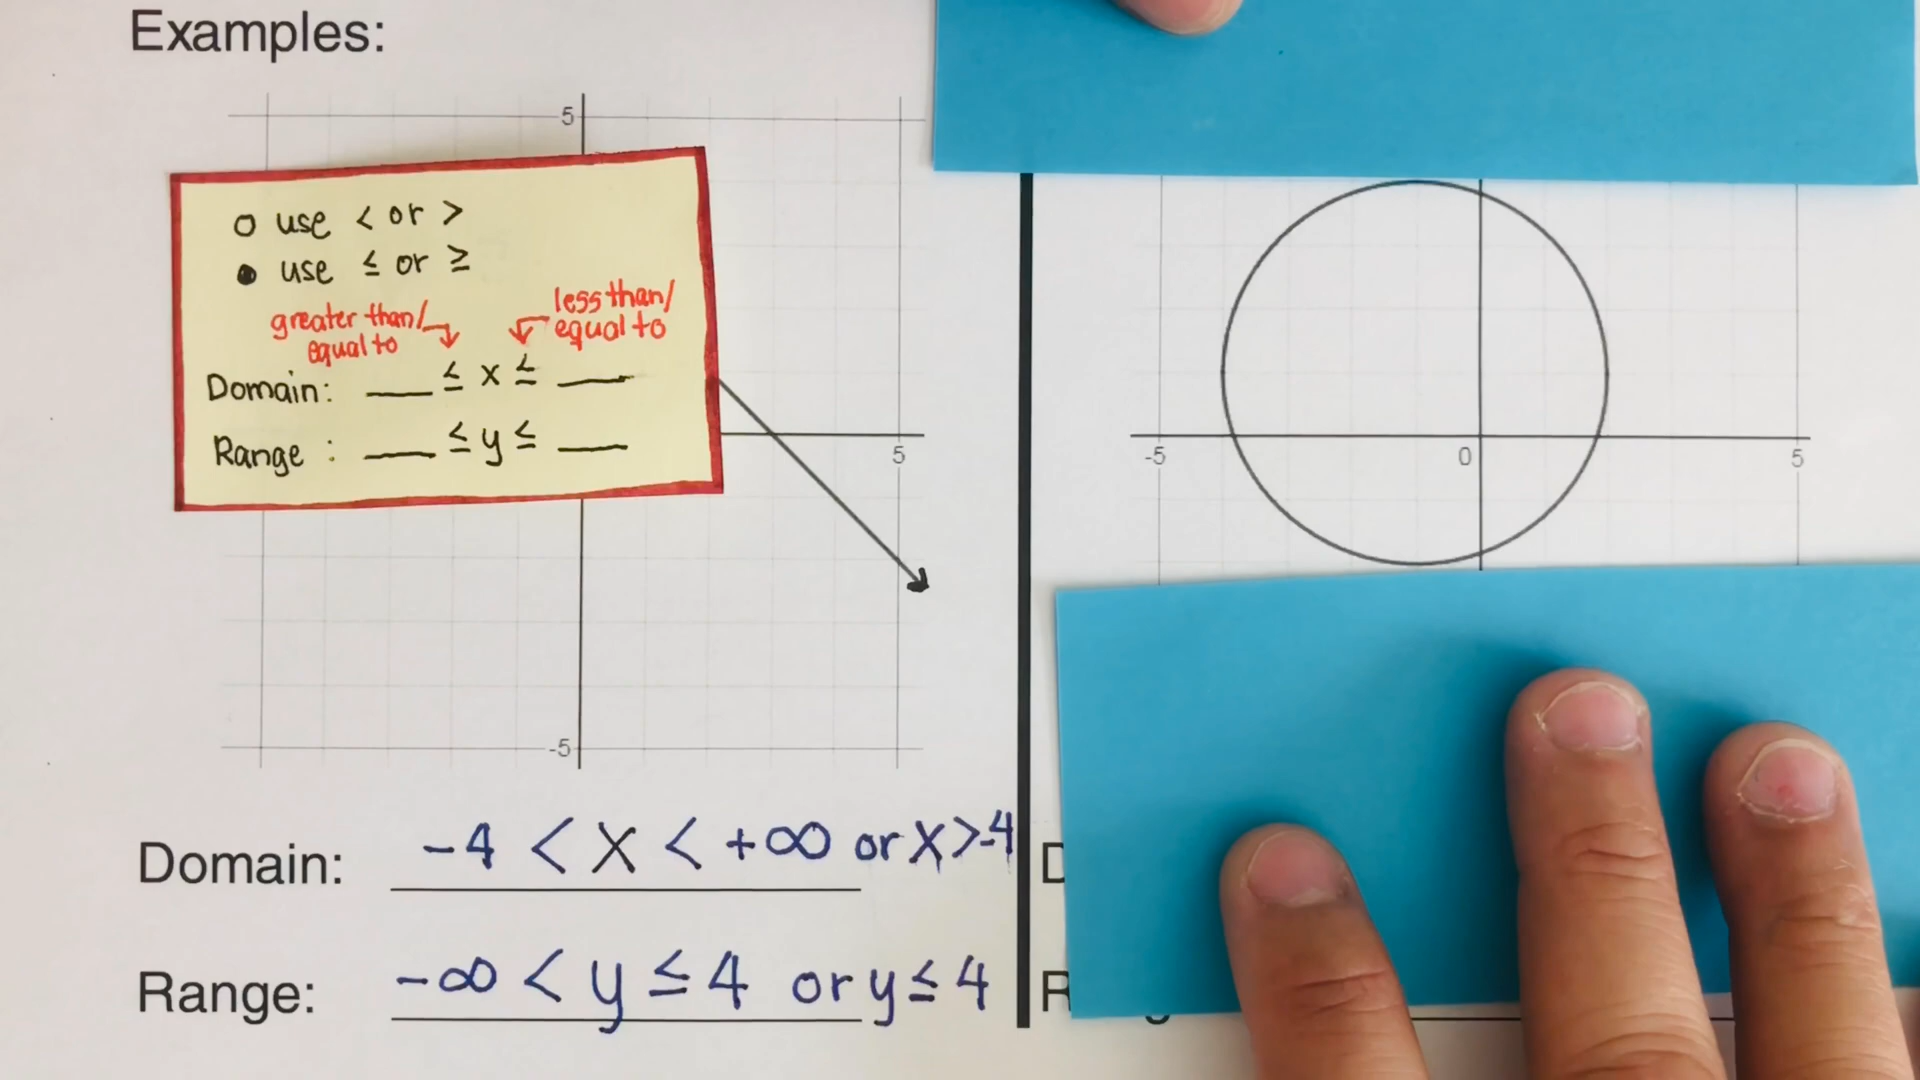 Examples:
5
o use < or >
● use ≤ or ≥
greater than/
equal to
less than/
equal to
Domain: ___ ≤ x ≤ ___
Range : ___ ≤ y ≤ ___
5
-5
Domain: -4 < x < +∞ or x>-4
Range: -∞ < y ≤ 4 or y ≤ 4
-5
0
5
D
R